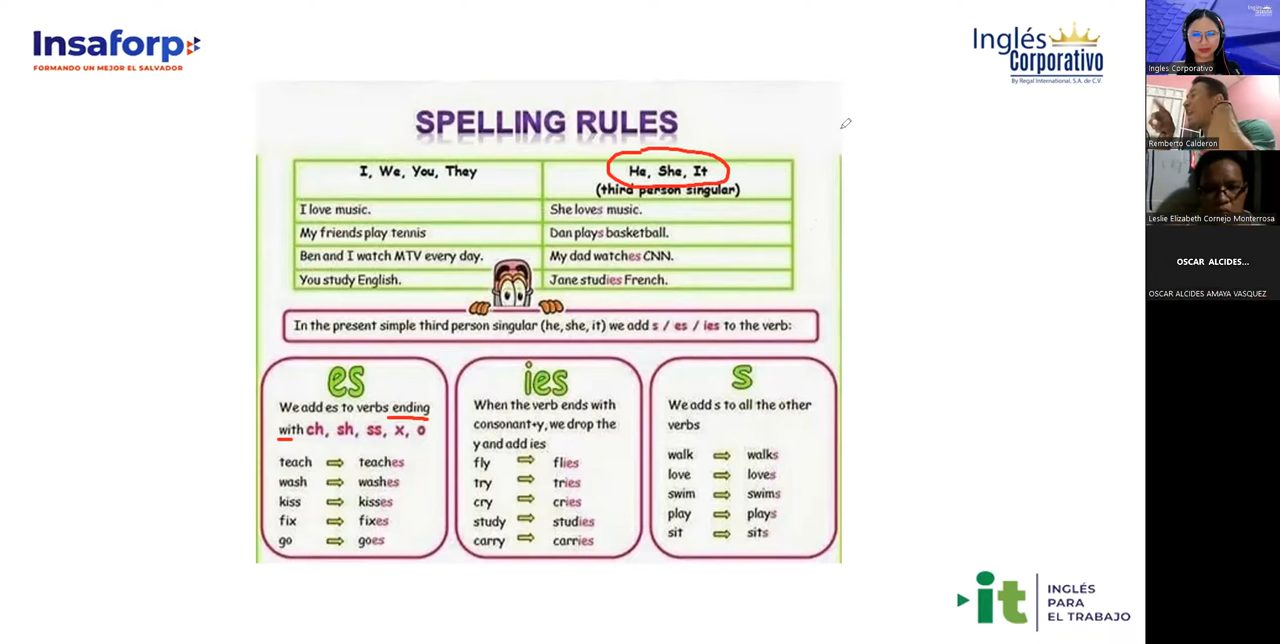 Insaforp
FORMANDO UN MEJOR EL SALVADOR
Inglés
Corporativo
By Regal International, S.A. de C.V.
SPELLING RULES
I, We, You, They
He, She, It
(third person singular)
I love music.
She loves music.
My friends play tennis
Dan plays basketball.
Ben and I watch MTV every day.
My dad watches CNN.
You study English.
Jane studies French.
In the present simple third person singular (he, she, it) we add s / es / ies to the verb:
es
We add es to verbs ending
with ch, sh, ss, x, o
teach ⇨ teaches
wash ⇨ washes
kiss ⇨ kisses
fix ⇨ fixes
go ⇨ goes
ies
When the verb ends with
consonant+y, we drop the
y and add ies
fly ⇨ flies
try ⇨ tries
cry ⇨ cries
study ⇨ studies
carry ⇨ carries
s
We add s to all the other
verbs
walk ⇨ walks
love ⇨ loves
swim ⇨ swims
play ⇨ plays
sit ⇨ sits
it
INGLÉS
PARA
EL TRABAJO
Ingles Corporativo
Remberto Calderon
Leslie Elizabeth Cornejo Monterrosa
OSCAR ALCIDES...
OSCAR ALCIDES AMAYA VASQUEZ